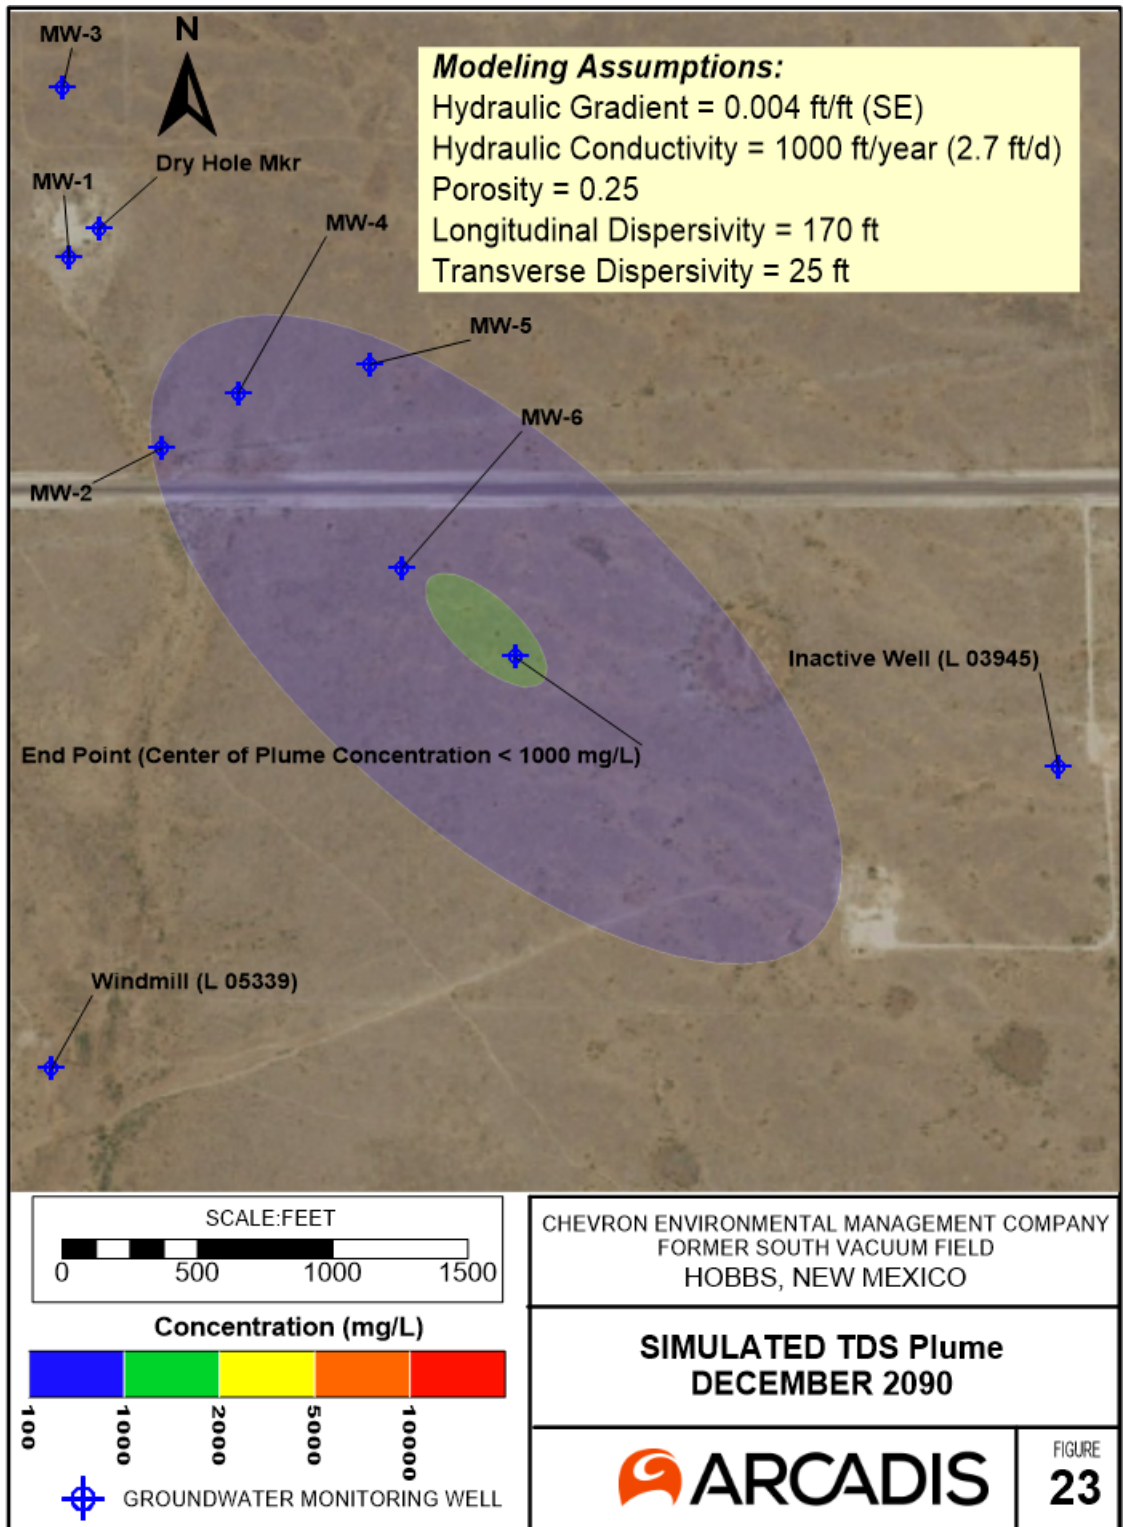 MW-3
N
Modeling Assumptions:
Hydraulic Gradient = 0.004 ft/ft (SE)
Hydraulic Conductivity = 1000 ft/year (2.7 ft/d)
Porosity = 0.25
Longitudinal Dispersivity = 170 ft
Transverse Dispersivity = 25 ft
Dry Hole Mkr
MW-1
MW-4
MW-5
MW-6
MW-2
Inactive Well (L 03945)
End Point (Center of Plume Concentration < 1000 mg/L)
Windmill (L 05339)
SCALE:FEET
0 500 1000 1500
Concentration (mg/L)
100 1000 2000 5000 10000
GROUNDWATER MONITORING WELL
CHEVRON ENVIRONMENTAL MANAGEMENT COMPANY
FORMER SOUTH VACUUM FIELD
HOBBS, NEW MEXICO
SIMULATED TDS Plume
DECEMBER 2090
ARCADIS
FIGURE
23